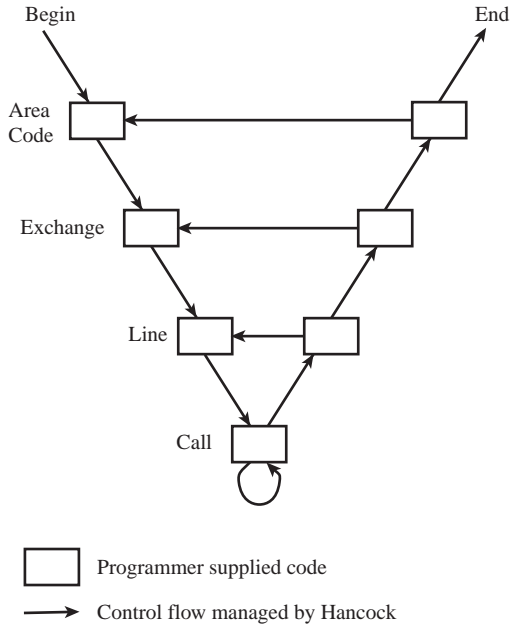 Begin
End
Area
Code
Exchange
Line
Call
Programmer supplied code
Control flow managed by Hancock